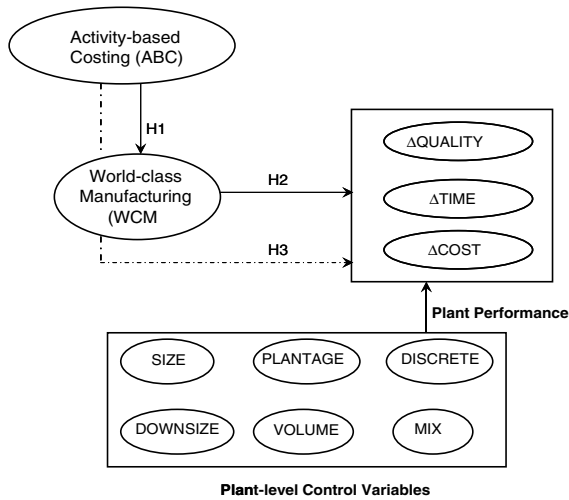 Activity-based
Costing (ABC)
H1
World-class
Manufacturing
(WCM
H2
H3
ΔQUALITY
ΔTIME
ΔCOST
Plant Performance
SIZE
PLANTAGE
DISCRETE
DOWNSIZE
VOLUME
MIX
Plant-level Control Variables